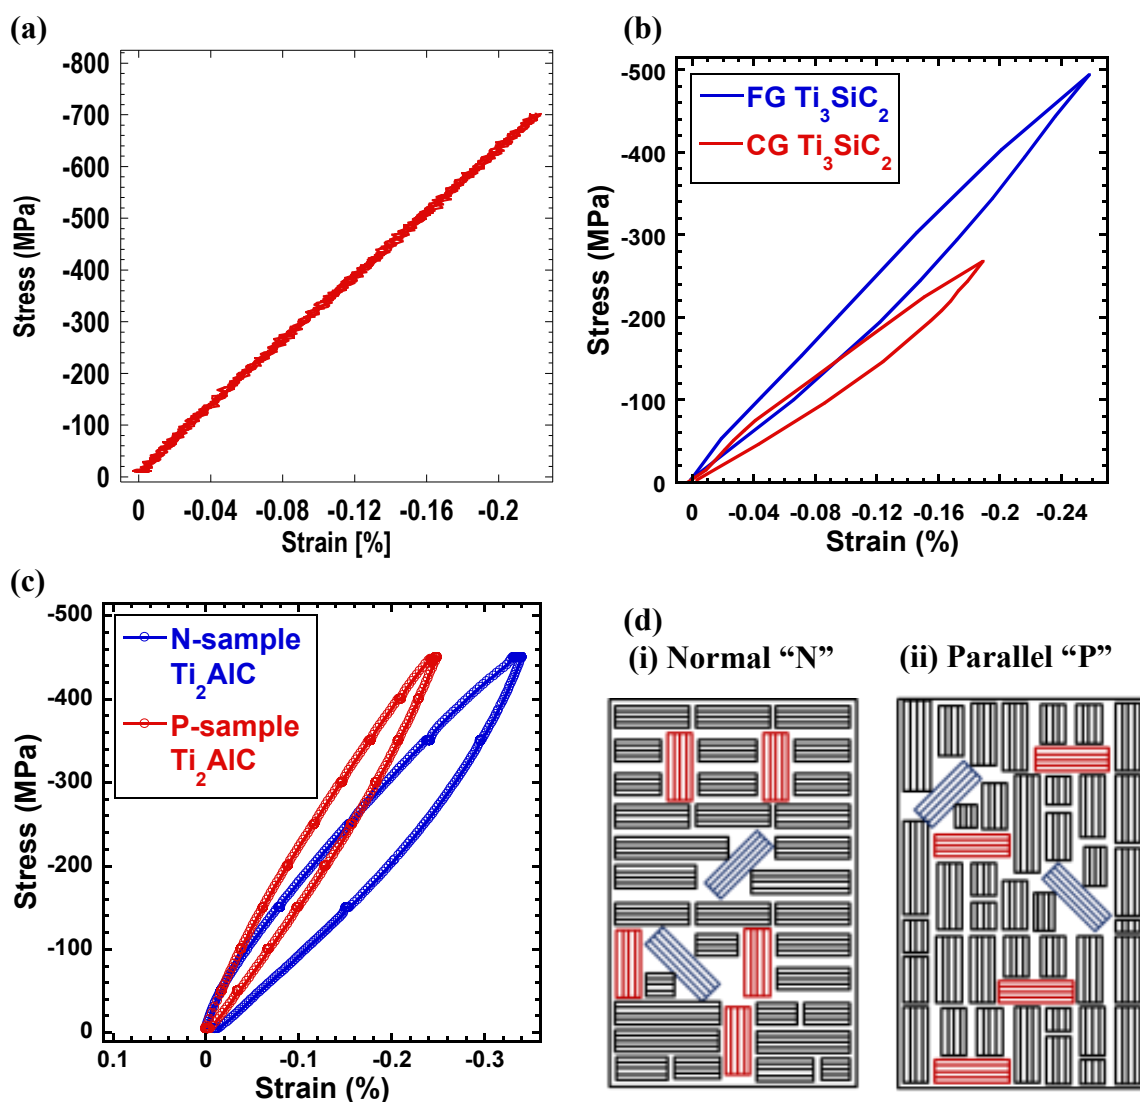 (a)
-800
-700
-600
-500
-400
-300
-200
-100
0
Stress (MPa)
0 -0.04 -0.08 -0.12 -0.16 -0.2
Strain [%]
(b)
-500
-400
-300
-200
-100
0
Stress (MPa)
FG Ti3SiC2
CG Ti3SiC2
0 -0.04 -0.08 -0.12 -0.16 -0.2 -0.24
Strain (%)
(c)
-500
-400
-300
-200
-100
0
Stress (MPa)
N-sample
Ti2AlC
P-sample
Ti2AlC
0.1 0 -0.1 -0.2 -0.3
Strain (%)
(d)
(i) Normal “N”
(ii) Parallel “P”